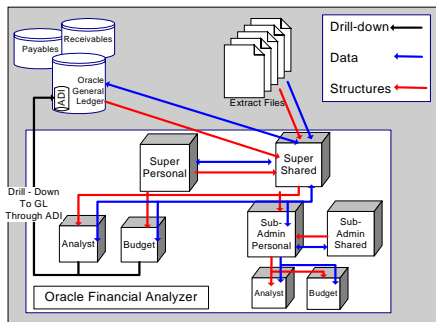 Payables
Receivables
Oracle
General
Ledger
ADI
Extract Files
Drill-down
Data
Structures
Super
Personal
Super
Shared
Drill - Down
To GL
Through ADI
Analyst
Budget
Sub-
Admin
Personal
Sub-
Admin
Shared
Analyst
Budget
Oracle Financial Analyzer